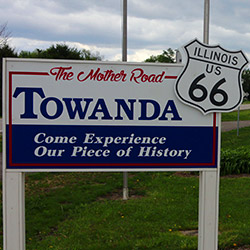 The Mother Road
ILLINOIS
US
66
TOWANDA
Come Experience
Our Piece of History